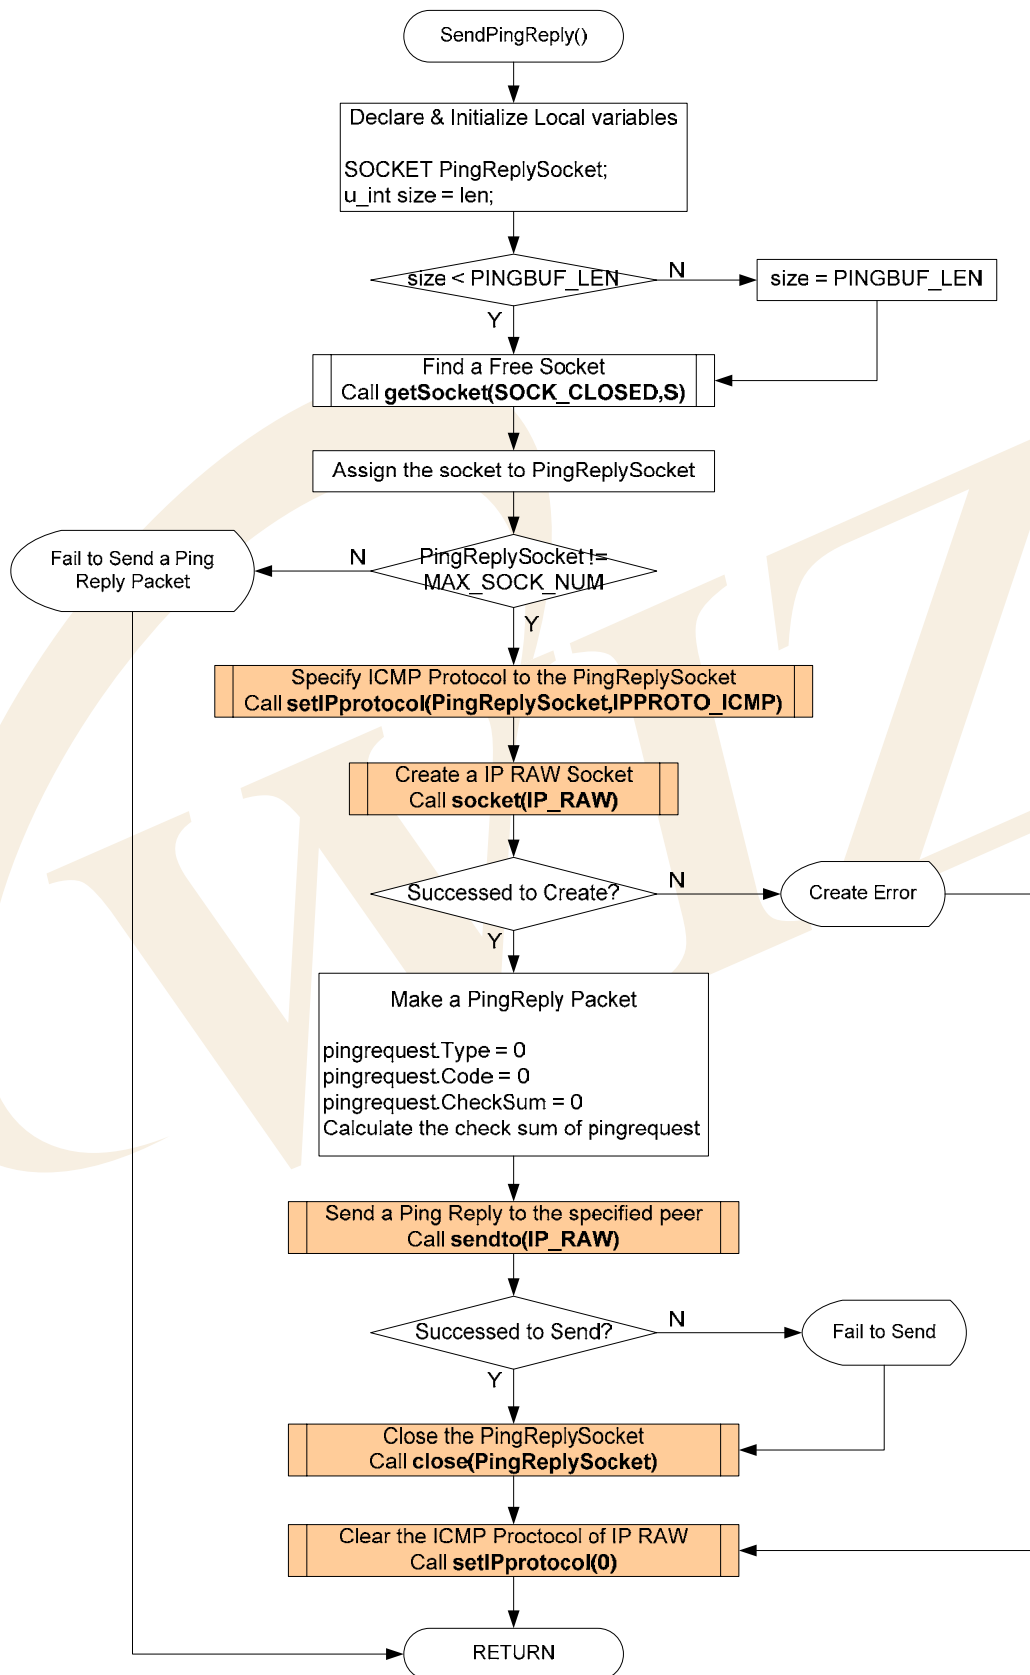 SendPingReply()
Declare & Initialize Local variables
SOCKET PingReplySocket;
u_int size = len;
size < PINGBUF_LEN
N
size = PINGBUF_LEN
Y
Find a Free Socket
Call getSocket(SOCK_CLOSED,S)
Assign the socket to PingReplySocket
PingReplySocket !=
MAX_SOCK_NUM
N
Fail to Send a Ping
Reply Packet
Y
Specify ICMP Protocol to the PingReplySocket
Call setIPprotocol(PingReplySocket,IPPROTO_ICMP)
Create a IP RAW Socket
Call socket(IP_RAW)
Successed to Create?
N
Create Error
Y
Make a PingReply Packet
pingrequest.Type = 0
pingrequest.Code = 0
pingrequest.CheckSum = 0
Calculate the check sum of pingrequest
Send a Ping Reply to the specified peer
Call sendto(IP_RAW)
Successed to Send?
N
Fail to Send
Y
Close the PingReplySocket
Call close(PingReplySocket)
Clear the ICMP Proctocol of IP RAW
Call setIPprotocol(0)
RETURN
WIZ